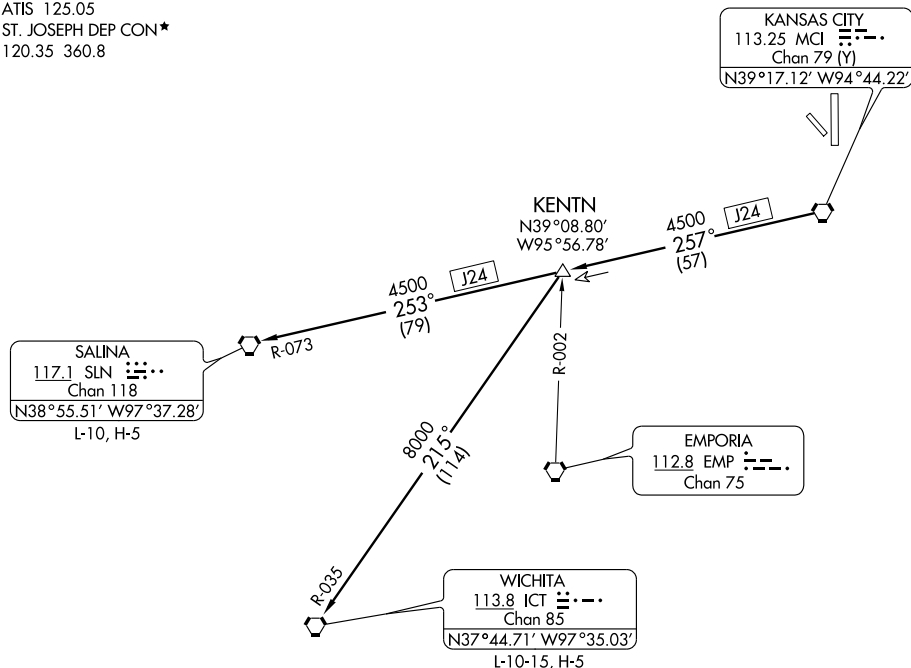 ATIS 125.05
ST. JOSEPH DEP CON★
120.35 360.8
KANSAS CITY
113.25 MCI
Chan 79 (Y)
N39°17.12' W94°44.22'
KENTN
N39°08.80'
W95°56.78'
4500
J24
257°
(57)
4500
J24
253°
(79)
R-073
SALINA
117.1 SLN
Chan 118
N38°55.51' W97°37.28'
L-10, H-5
R-002
8000
215°
(114)
EMPORIA
112.8 EMP
Chan 75
R-035
WICHITA
113.8 ICT
Chan 85
N37°44.71' W97°35.03'
L-10-15, H-5